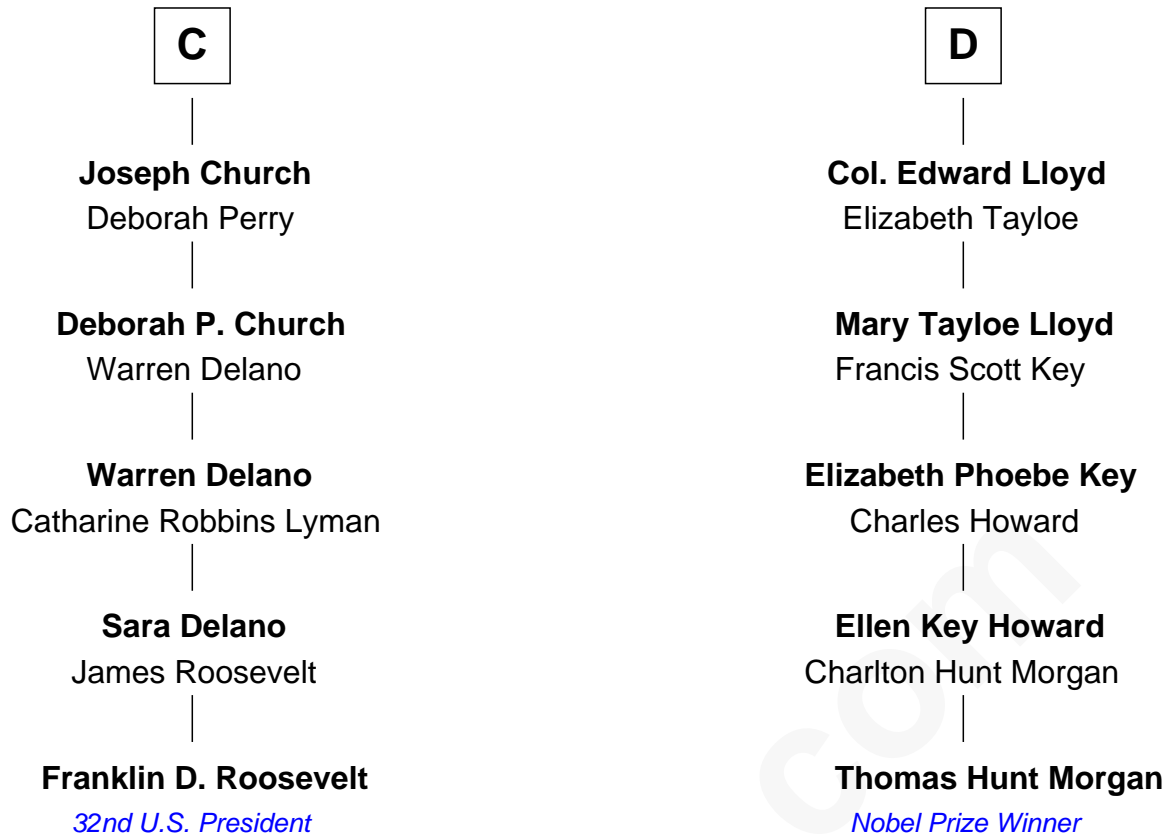 C
Joseph Church
Deborah Perry
Deborah P. Church
Warren Delano
Warren Delano
Catharine Robbins Lyman
Sara Delano
James Roosevelt
Franklin D. Roosevelt
32nd U.S. President
D
Col. Edward Lloyd
Elizabeth Tayloe
Mary Tayloe Lloyd
Francis Scott Key
Elizabeth Phoebe Key
Charles Howard
Ellen Key Howard
Charlton Hunt Morgan
Thomas Hunt Morgan
Nobel Prize Winner
com